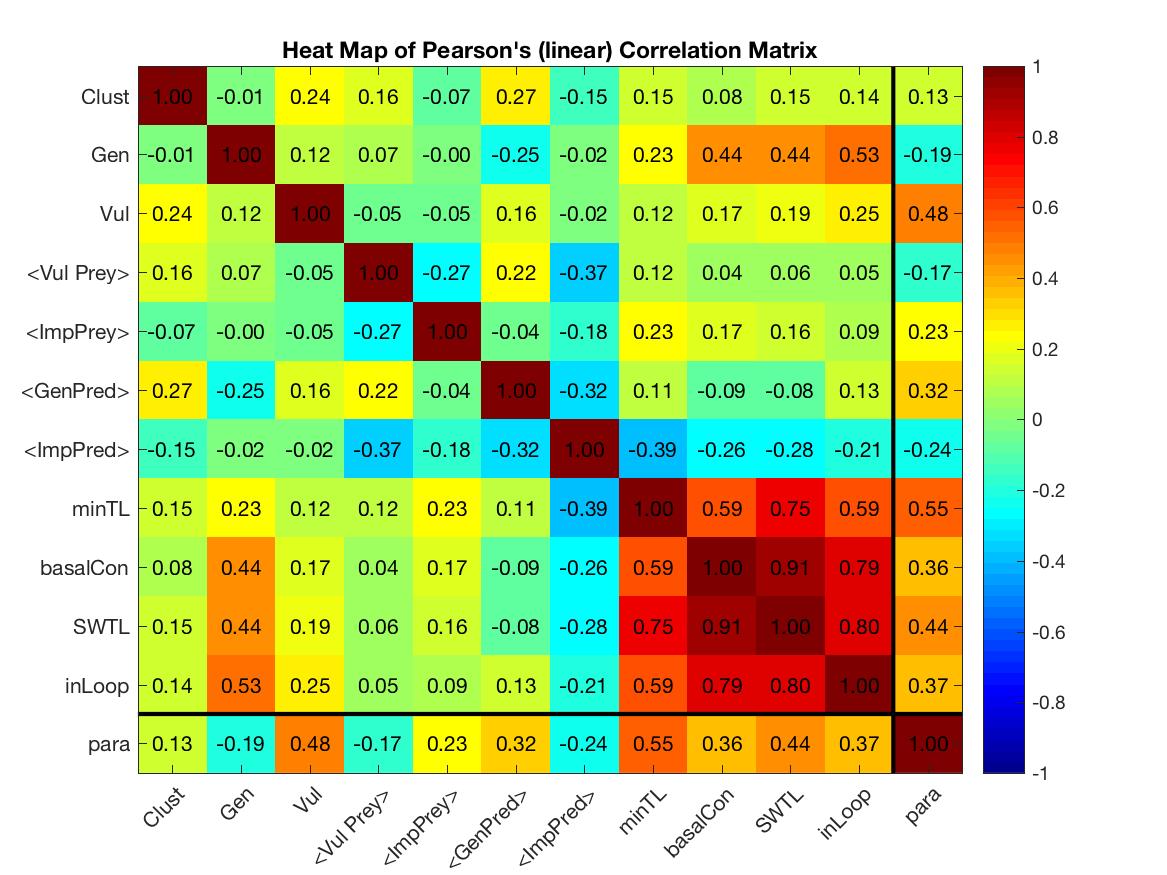 Heat Map of Pearson's (linear) Correlation Matrix
Clust 1.00 -0.01 0.24 0.16 -0.07 0.27 -0.15 0.15 0.08 0.15 0.14 0.13
Gen -0.01 1.00 0.12 0.07 -0.00 -0.25 -0.02 0.23 0.44 0.44 0.53 -0.19
Vul 0.24 0.12 1.00 -0.05 -0.05 0.16 -0.02 0.12 0.17 0.19 0.25 0.48
<Vul Prey> 0.16 0.07 -0.05 1.00 -0.27 0.22 -0.37 0.12 0.04 0.06 0.05 -0.17
<ImpPrey> -0.07 -0.00 -0.05 -0.27 1.00 -0.04 -0.18 0.23 0.17 0.16 0.09 0.23
<GenPred> 0.27 -0.25 0.16 0.22 -0.04 1.00 -0.32 0.11 -0.09 -0.08 0.13 0.32
<ImpPred> -0.15 -0.02 -0.02 -0.37 -0.18 -0.32 1.00 -0.39 -0.26 -0.28 -0.21 -0.24
minTL 0.15 0.23 0.12 0.12 0.23 0.11 -0.39 1.00 0.59 0.75 0.59 0.55
basalCon 0.08 0.44 0.17 0.04 0.17 -0.09 -0.26 0.59 1.00 0.91 0.79 0.36
SWTL 0.15 0.44 0.19 0.06 0.16 -0.08 -0.28 0.75 0.91 1.00 0.80 0.44
inLoop 0.14 0.53 0.25 0.05 0.09 0.13 -0.21 0.59 0.79 0.80 1.00 0.37
para 0.13 -0.19 0.48 -0.17 0.23 0.32 -0.24 0.55 0.36 0.44 0.37 1.00
Clust Gen Vul <Vul Prey> <ImpPrey> <GenPred> <ImpPred> minTL basalCon SWTL inLoop para
1
0.8
0.6
0.4
0.2
0
-0.2
-0.4
-0.6
-0.8
-1